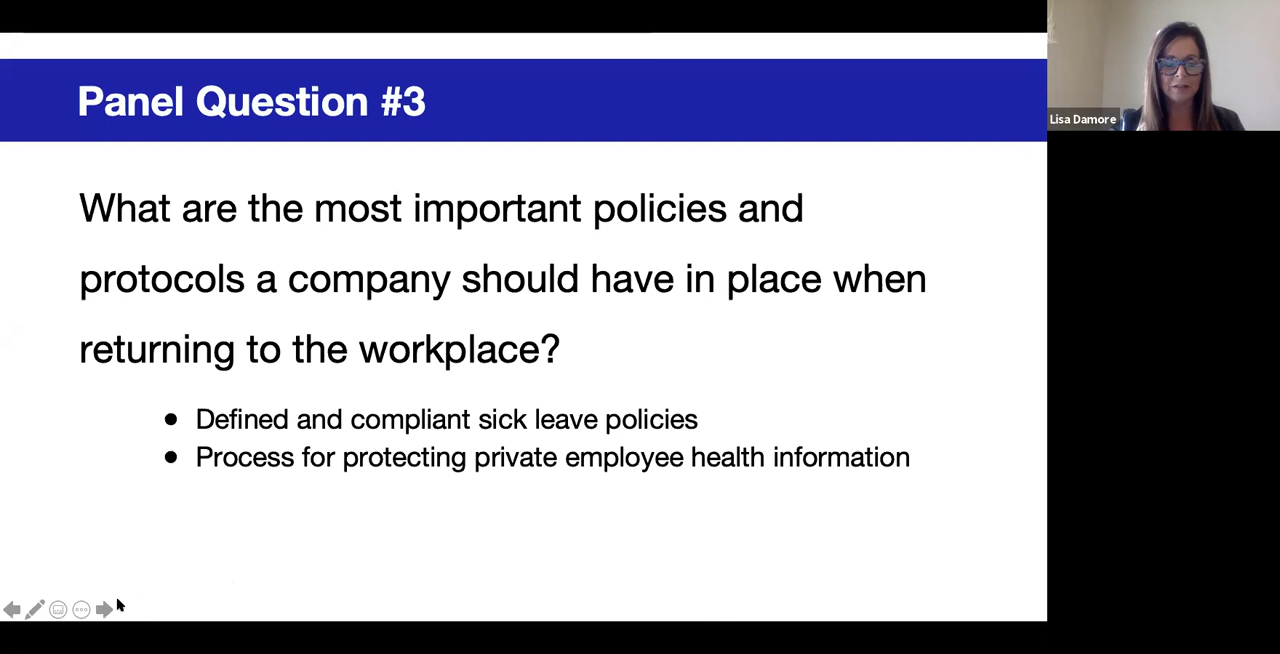 Panel Question #3
Lisa Damore
What are the most important policies and
protocols a company should have in place when
returning to the workplace?
● Defined and compliant sick leave policies
● Process for protecting private employee health information